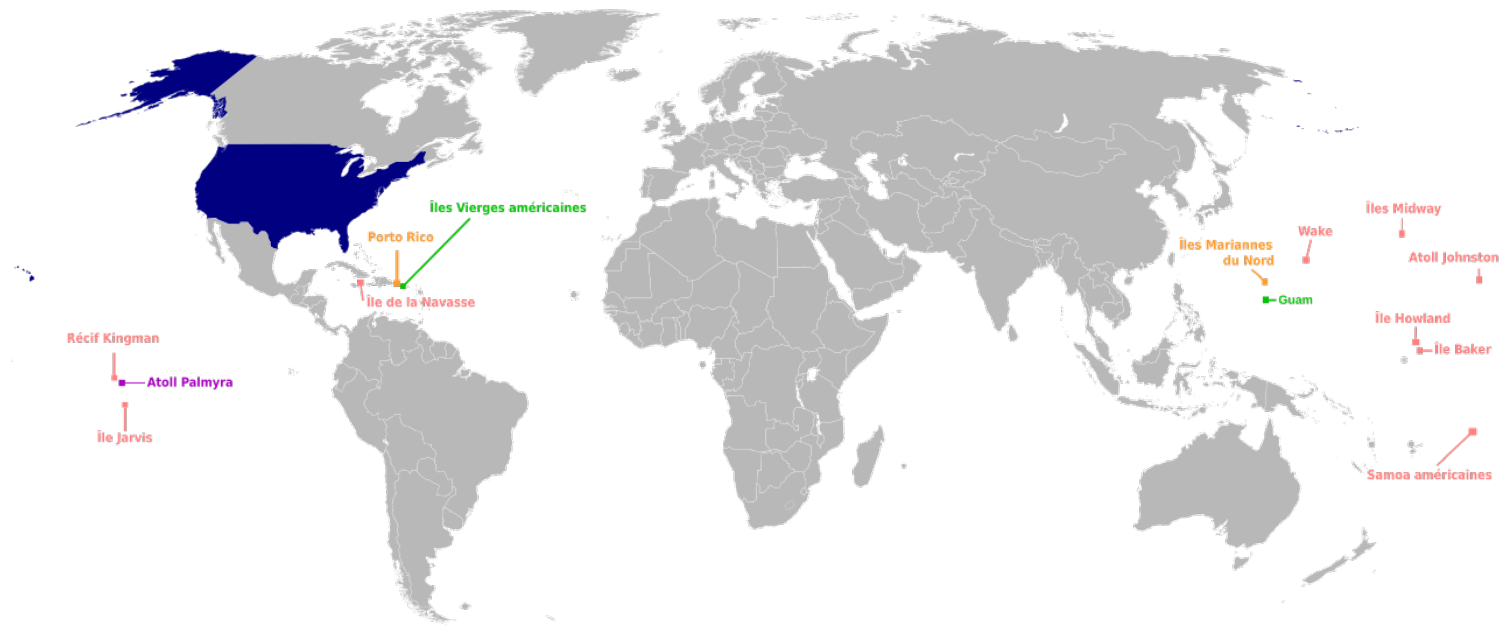 Îles Vierges américaines
Porto Rico
Île de la Navasse
Récif Kingman
Atoll Palmyra
Île Jarvis
Îles Midway
Wake
Îles Mariannes
du Nord
Atoll Johnston
Guam
Île Howland
Île Baker
Samoa américaines